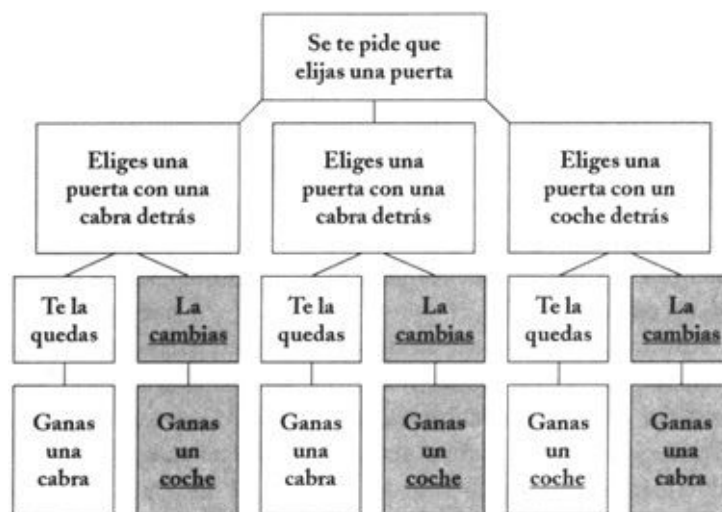 Se te pide que
elijas una puerta
Eliges una
puerta con una
cabra detrás
Eliges una
puerta con una
cabra detrás
Eliges una
puerta con un
coche detrás
Te la
quedas
La
cambias
Te la
quedas
La
cambias
Te la
quedas
La
cambias
Ganas
una
cabra
Ganas
un
coche
Ganas
una
cabra
Ganas
un
coche
Ganas
un
coche
Ganas
una
cabra